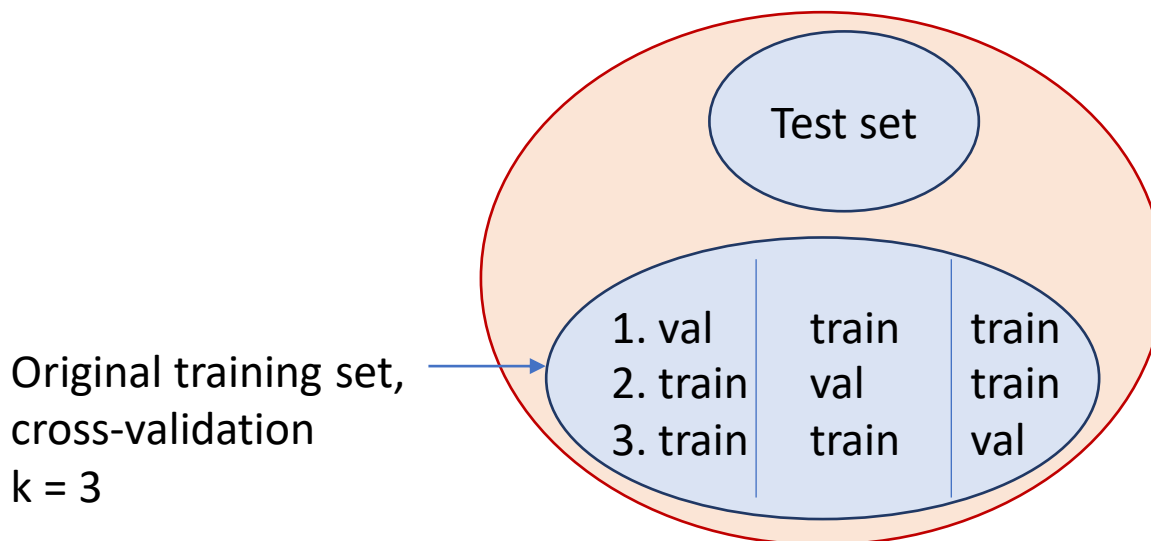 Test set
1. val train train
2. train val train
3. train train val
Original training set,
cross-validation
k = 3